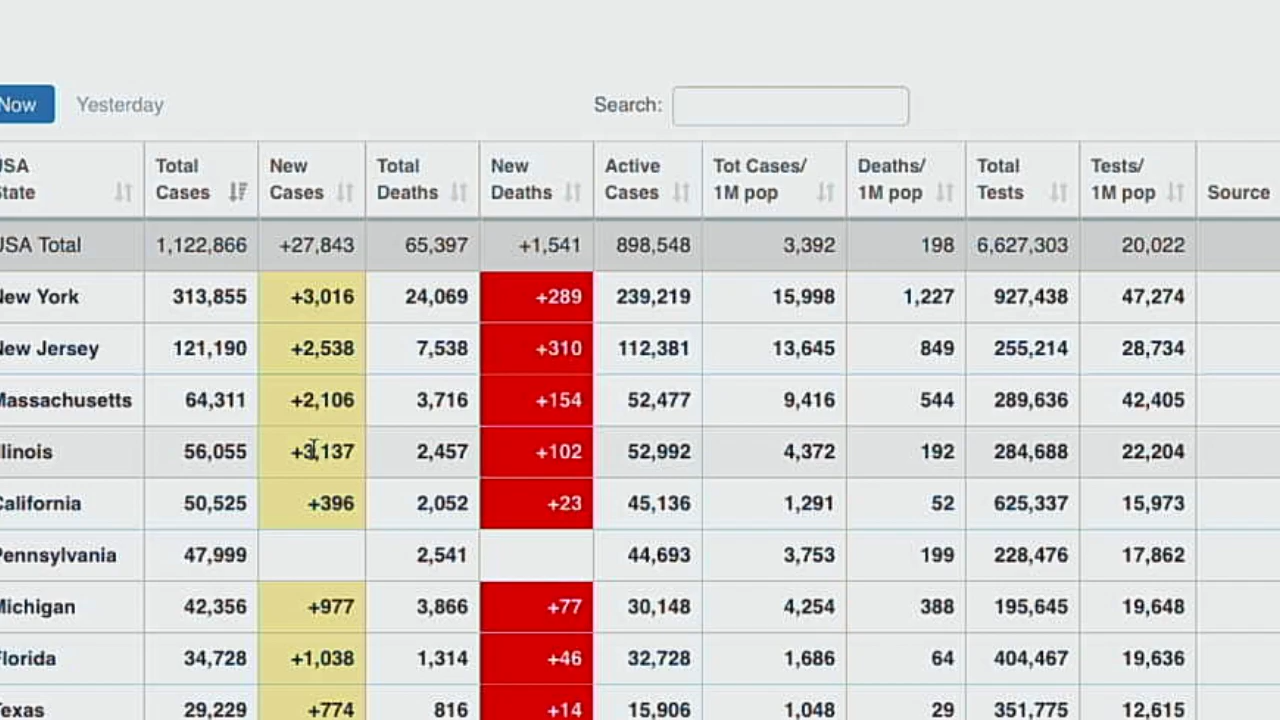 Now Yesterday Search:
USA State Total Cases New Cases Total Deaths New Deaths Active Cases Tot Cases/ 1M pop Deaths/ 1M pop Total Tests Tests/ 1M pop Source
USA Total 1,122,866 +27,843 65,397 +1,541 898,548 3,392 198 6,627,303 20,022
New York 313,855 +3,016 24,069 +289 239,219 15,998 1,227 927,438 47,274
New Jersey 121,190 +2,538 7,538 +310 112,381 13,645 849 255,214 28,734
Massachusetts 64,311 +2,106 3,716 +154 52,477 9,416 544 289,636 42,405
Illinois 56,055 +3,137 2,457 +102 52,992 4,372 192 284,688 22,204
California 50,525 +396 2,052 +23 45,136 1,291 52 625,337 15,973
Pennsylvania 47,999 2,541 44,693 3,753 199 228,476 17,862
Michigan 42,356 +977 3,866 +77 30,148 4,254 388 195,645 19,648
Florida 34,728 +1,038 1,314 +46 32,728 1,686 64 404,467 19,636
Texas 29,229 +774 816 +14 15,906 1,048 29 351,775 12,615